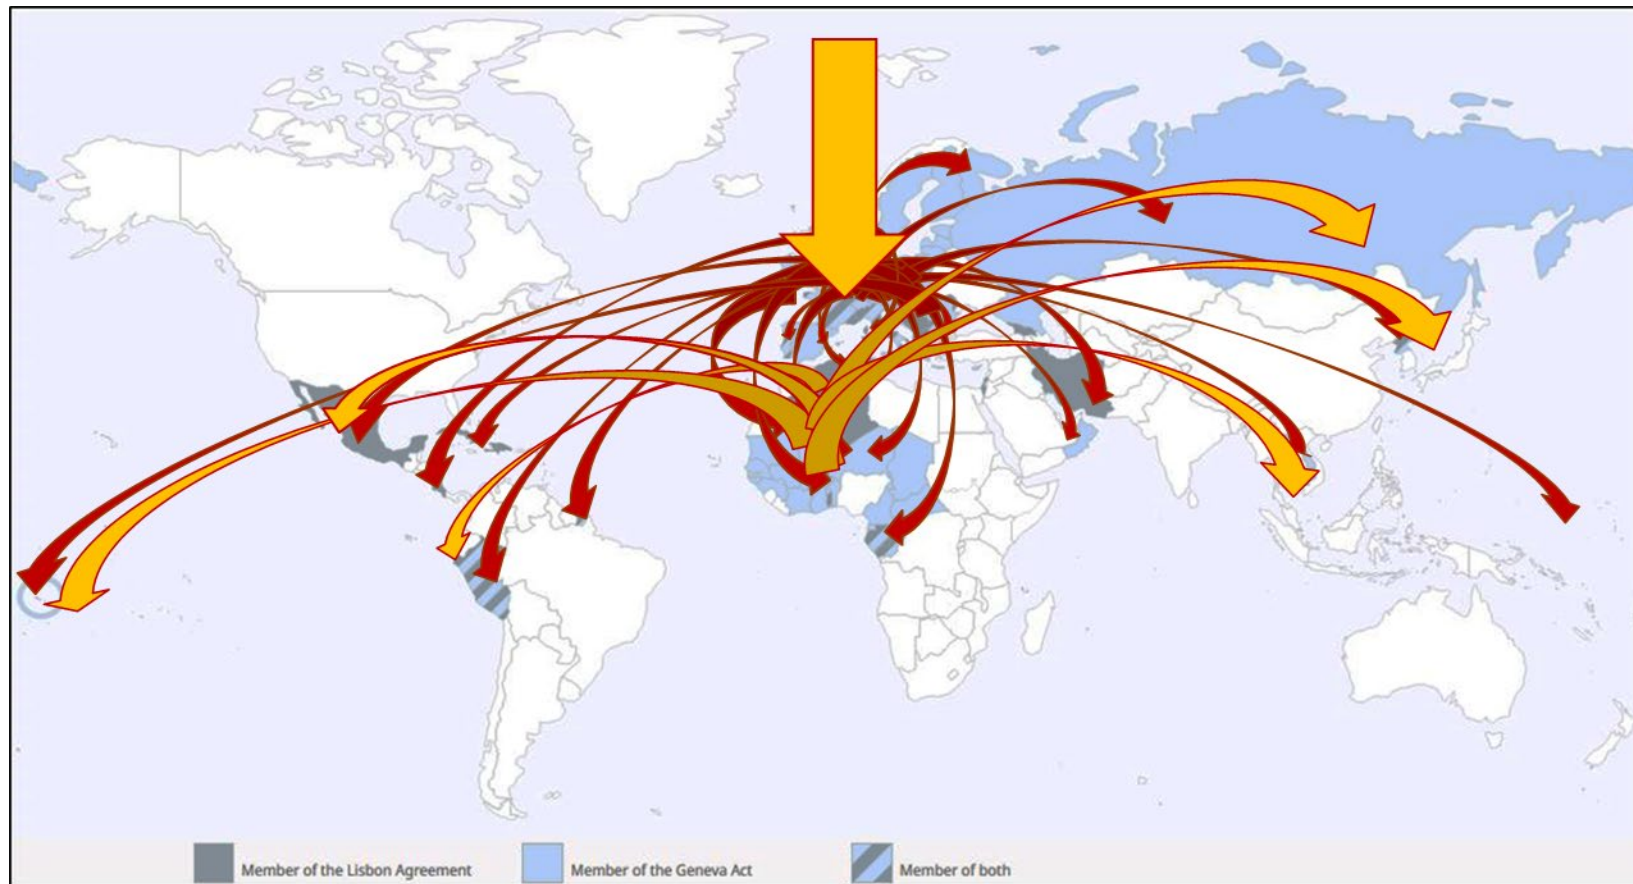 Member of the Lisbon Agreement
Member of the Geneva Act
Member of both